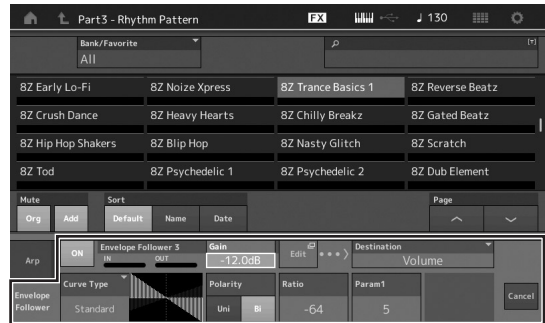 Part3 - Rhythm Pattern FX ♩ 130
Bank/Favorite
All
[T]
8Z Early Lo-Fi 8Z Noize Xpress 8Z Trance Basics 1 8Z Reverse Beatz
8Z Crush Dance 8Z Heavy Hearts 8Z Chilly Breakz 8Z Gated Beatz
8Z Hip Hop Shakers 8Z Blip Hop 8Z Nasty Glitch 8Z Scratch
8Z Tod 8Z Psychedelic 1 8Z Psychedelic 2 8Z Dub Element
Mute Sort Page
Org Add Default Name Date
Arp ON Envelope Follower 3 Gain Edit Destination
IN OUT -12.0dB Volume
Envelope Follower Curve Type Polarity Ratio Param1 Cancel
Standard Uni Bi -64 5